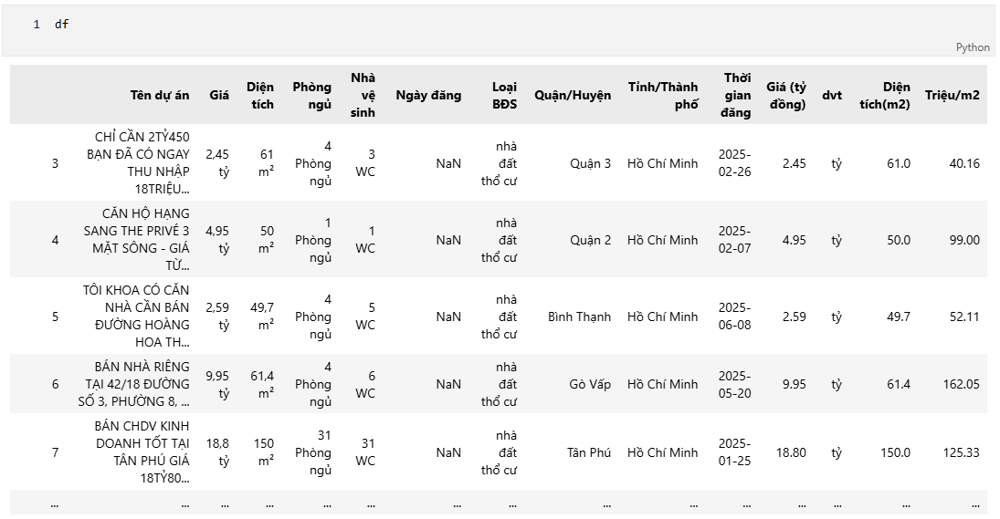 1 df
Python
Tên dự án Giá Diện tích Phòng ngủ Nhà vệ sinh Ngày đăng Loại BĐS Quận/Huyện Tỉnh/Thành phố Thời gian đăng Giá (tỷ đồng) dvt Diện tích(m2) Triệu/m2
3 CHỈ CẦN 2TỶ450 BẠN ĐÃ CÓ NGAY THU NHẬP 18TRIỆU... 2,45 tỷ 61 m² 4 Phòng ngủ 3 WC NaN nhà đất thổ cư Quận 3 Hồ Chí Minh 2025-02-26 2.45 tỷ 61.0 40.16
4 CĂN HỘ HẠNG SANG THE PRIVÉ 3 MẶT SÔNG - GIÁ TỪ... 4,95 tỷ 50 m² 1 Phòng ngủ 1 WC NaN nhà đất thổ cư Quận 2 Hồ Chí Minh 2025-02-07 4.95 tỷ 50.0 99.00
5 TÔI KHOA CÓ CĂN NHÀ CẦN BÁN ĐƯỜNG HOÀNG HOA TH... 2,59 tỷ 49,7 m² 4 Phòng ngủ 5 WC NaN nhà đất thổ cư Bình Thạnh Hồ Chí Minh 2025-06-08 2.59 tỷ 49.7 52.11
6 BÁN NHÀ RIÊNG TẠI 42/18 ĐƯỜNG SỐ 3, PHƯỜNG 8, ... 9,95 tỷ 61,4 m² 4 Phòng ngủ 6 WC NaN nhà đất thổ cư Gò Vấp Hồ Chí Minh 2025-05-20 9.95 tỷ 61.4 162.05
7 BÁN CHDV KINH DOANH TỐT TẠI TÂN PHÚ GIÁ 18TỶ80... 18,8 tỷ 150 m² 31 Phòng ngủ 31 WC NaN nhà đất thổ cư Tân Phú Hồ Chí Minh 2025-01-25 18.80 tỷ 150.0 125.33
... ... ... ... ... ... ... ... ... ... ... ... ... ... ...